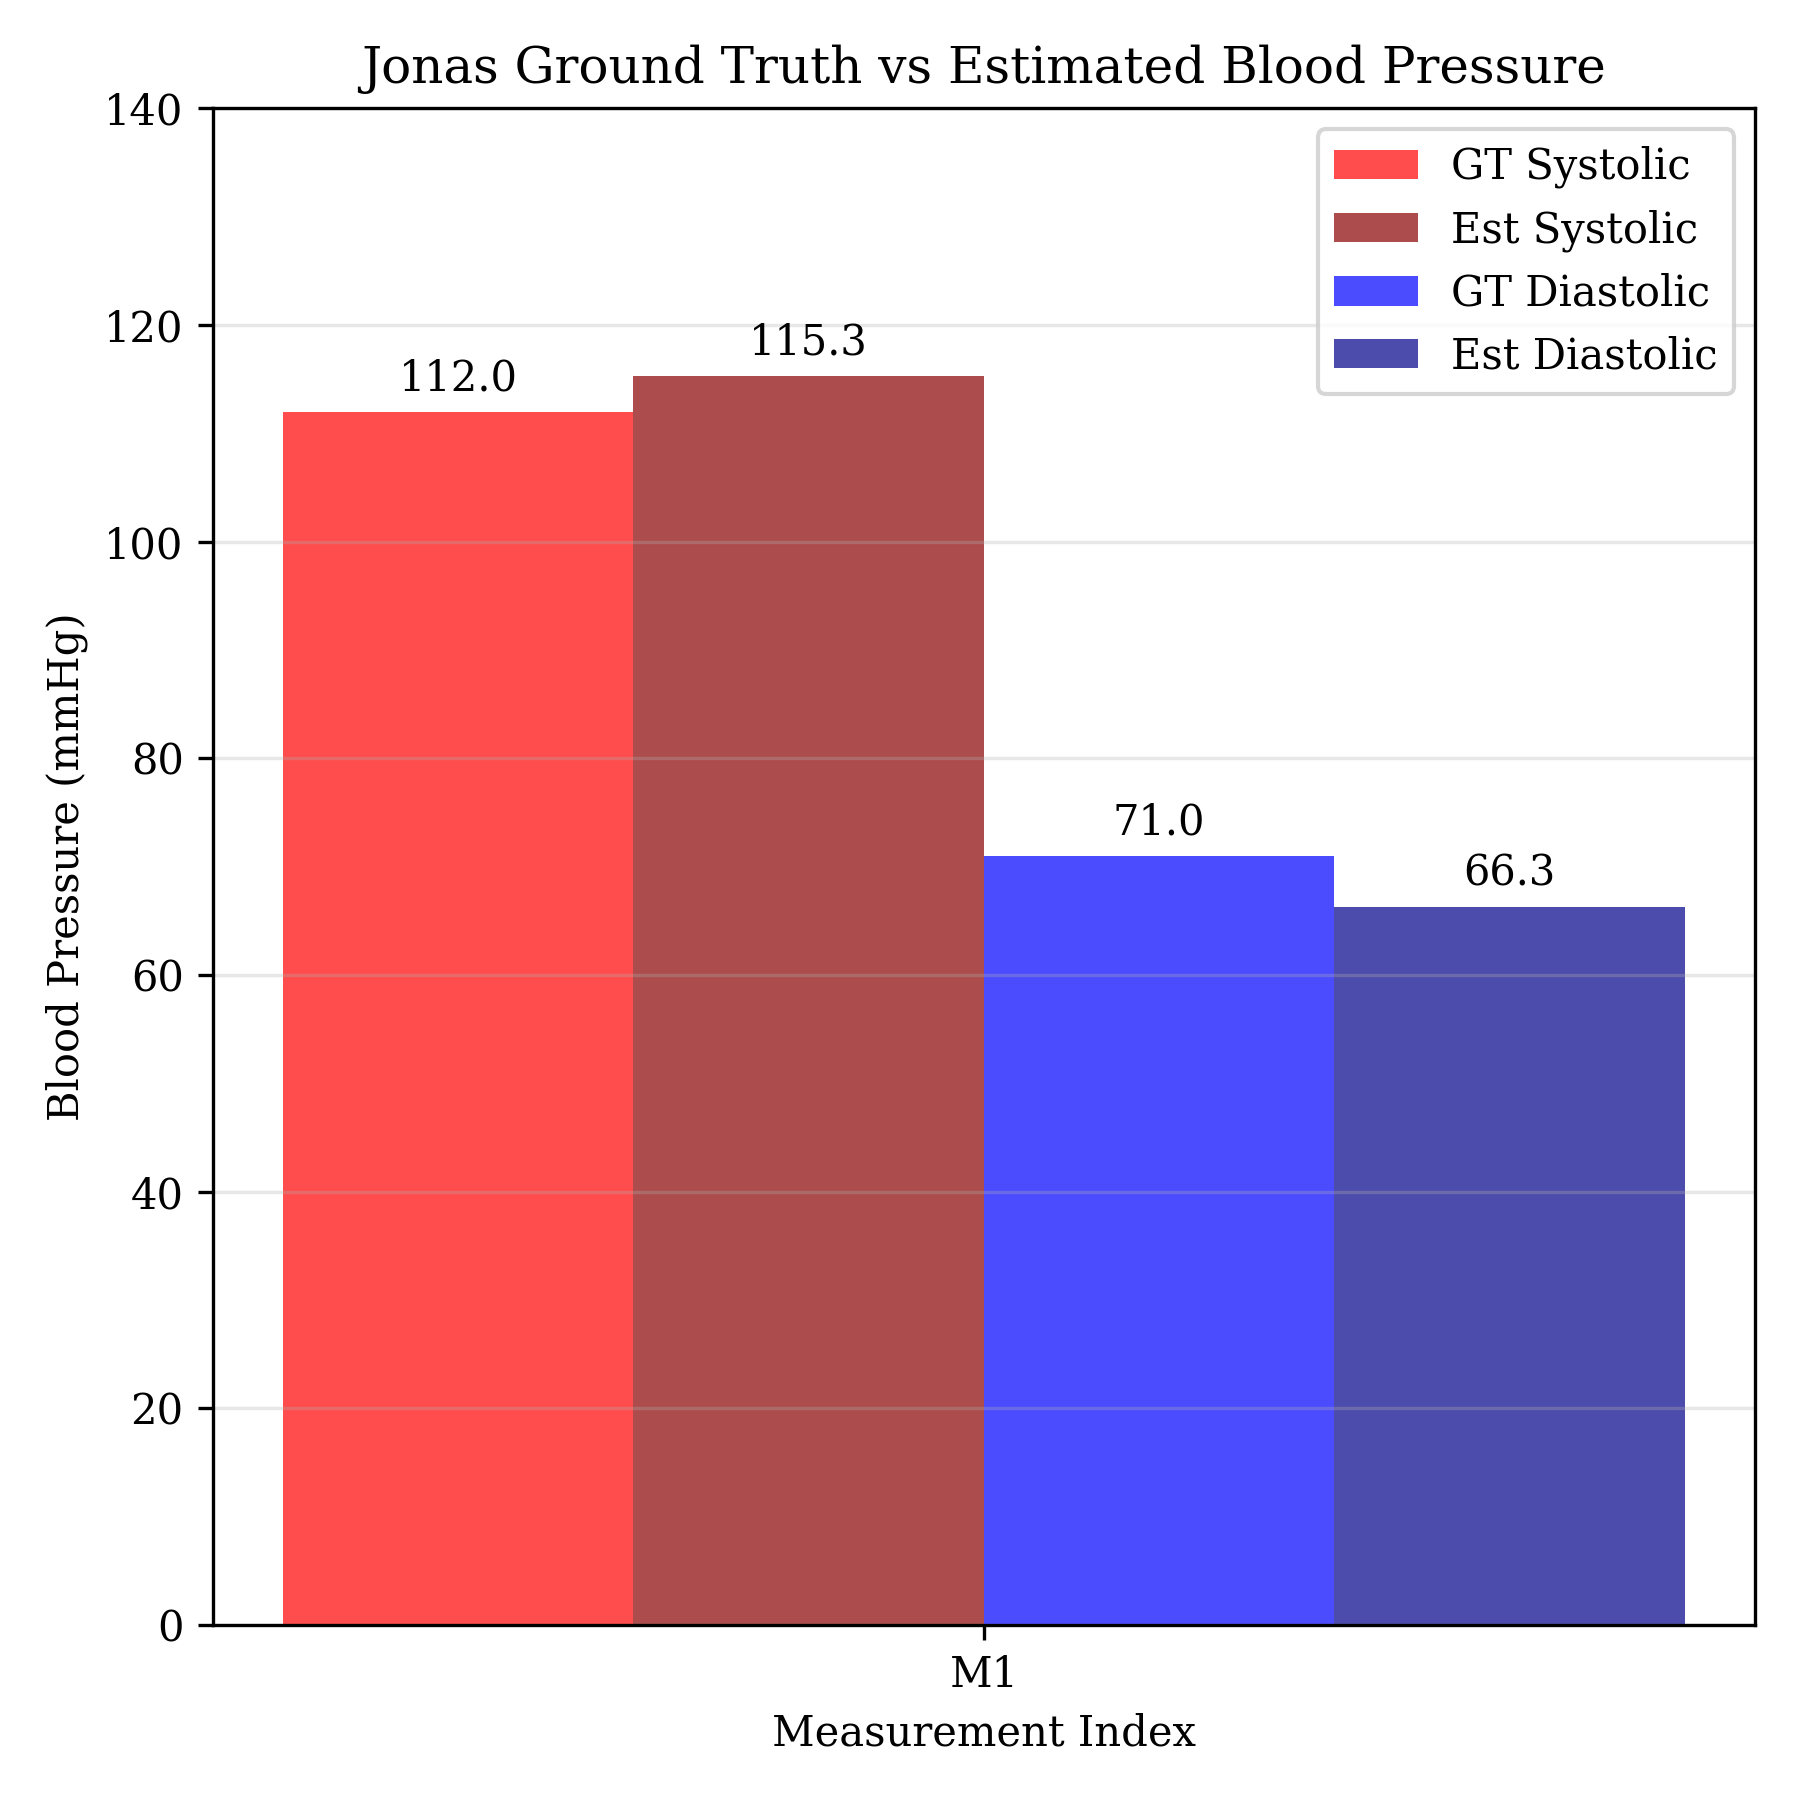 Jonas Ground Truth vs Estimated Blood Pressure
140
120
100
80
60
40
20
0
Blood Pressure (mmHg)
GT Systolic
Est Systolic
GT Diastolic
Est Diastolic
112.0
115.3
71.0
66.3
M1
Measurement Index